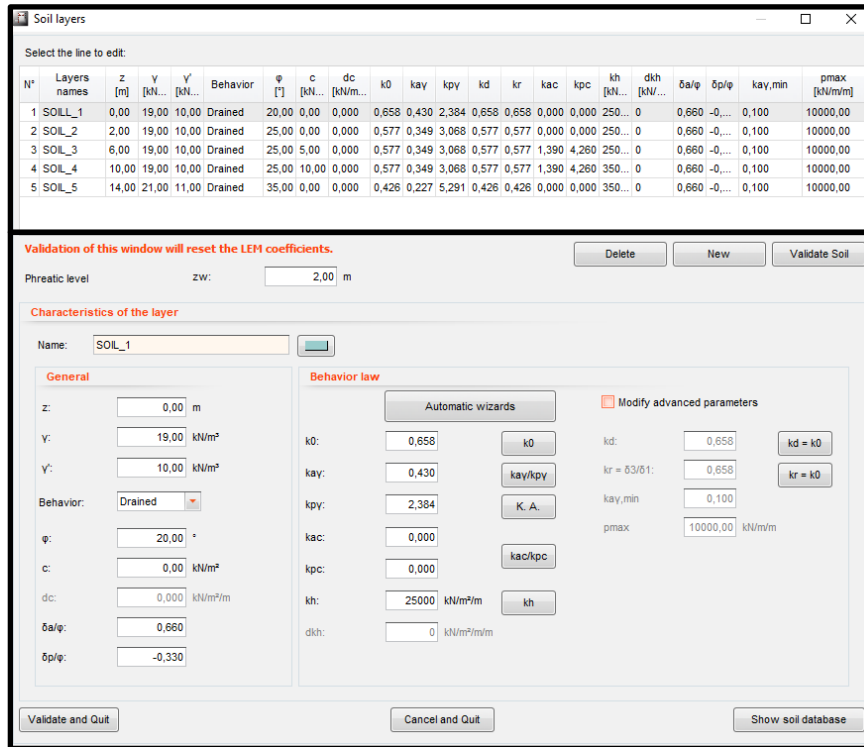 Soil layers
Select the line to edit:
N° Layers names z [m] γ [kN... γ' [kN... Behavior φ [°] c [kN... dc [kN/m... k0 kaγ kpγ kd kr kac kpc kh [kN... dkh [kN/... δa/φ δp/φ kaγ,min pmax [kN/m/m]
1 SOILL_1 0,00 19,00 10,00 Drained 20,00 0,00 0,000 0,658 0,430 2,384 0,658 0,658 0,000 0,000 250... 0 0,660 -0,... 0,100 10000,00
2 SOIL_2 2,00 19,00 10,00 Drained 25,00 0,00 0,000 0,577 0,349 3,068 0,577 0,577 0,000 0,000 250... 0 0,660 -0,... 0,100 10000,00
3 SOIL_3 6,00 19,00 10,00 Drained 25,00 5,00 0,000 0,577 0,349 3,068 0,577 0,577 1,390 4,260 250... 0 0,660 -0,... 0,100 10000,00
4 SOIL_4 10,00 19,00 10,00 Drained 25,00 10,00 0,000 0,577 0,349 3,068 0,577 0,577 1,390 4,260 350... 0 0,660 -0,... 0,100 10000,00
5 SOIL_5 14,00 21,00 11,00 Drained 35,00 0,00 0,000 0,426 0,227 5,291 0,426 0,426 0,000 0,000 350... 0 0,660 -0,... 0,100 10000,00
Validation of this window will reset the LEM coefficients.
Delete New Validate Soil
Phreatic level zw: 2,00 m
Characteristics of the layer
Name: SOIL_1
General
z: 0,00 m
γ: 19,00 kN/m³
γ': 10,00 kN/m³
Behavior: Drained
φ: 20,00 °
c: 0,00 kN/m²
dc: 0,000 kN/m²/m
δa/φ: 0,660
δp/φ: -0,330
Behavior law
Automatic wizards
k0: 0,658 k0
kaγ: 0,430 kaγ/kpγ
kpγ: 2,384 K. A.
kac: 0,000
kac/kpc
kpc: 0,000
kh: 25000 kN/m²/m kh
dkh: 0 kN/m²/m/m
Modify advanced parameters
kd: 0,658 kd = k0
kr = δ3/δ1: 0,658 kr = k0
kaγ,min 0,100
pmax 10000,00 kN/m/m
Validate and Quit Cancel and Quit Show soil database